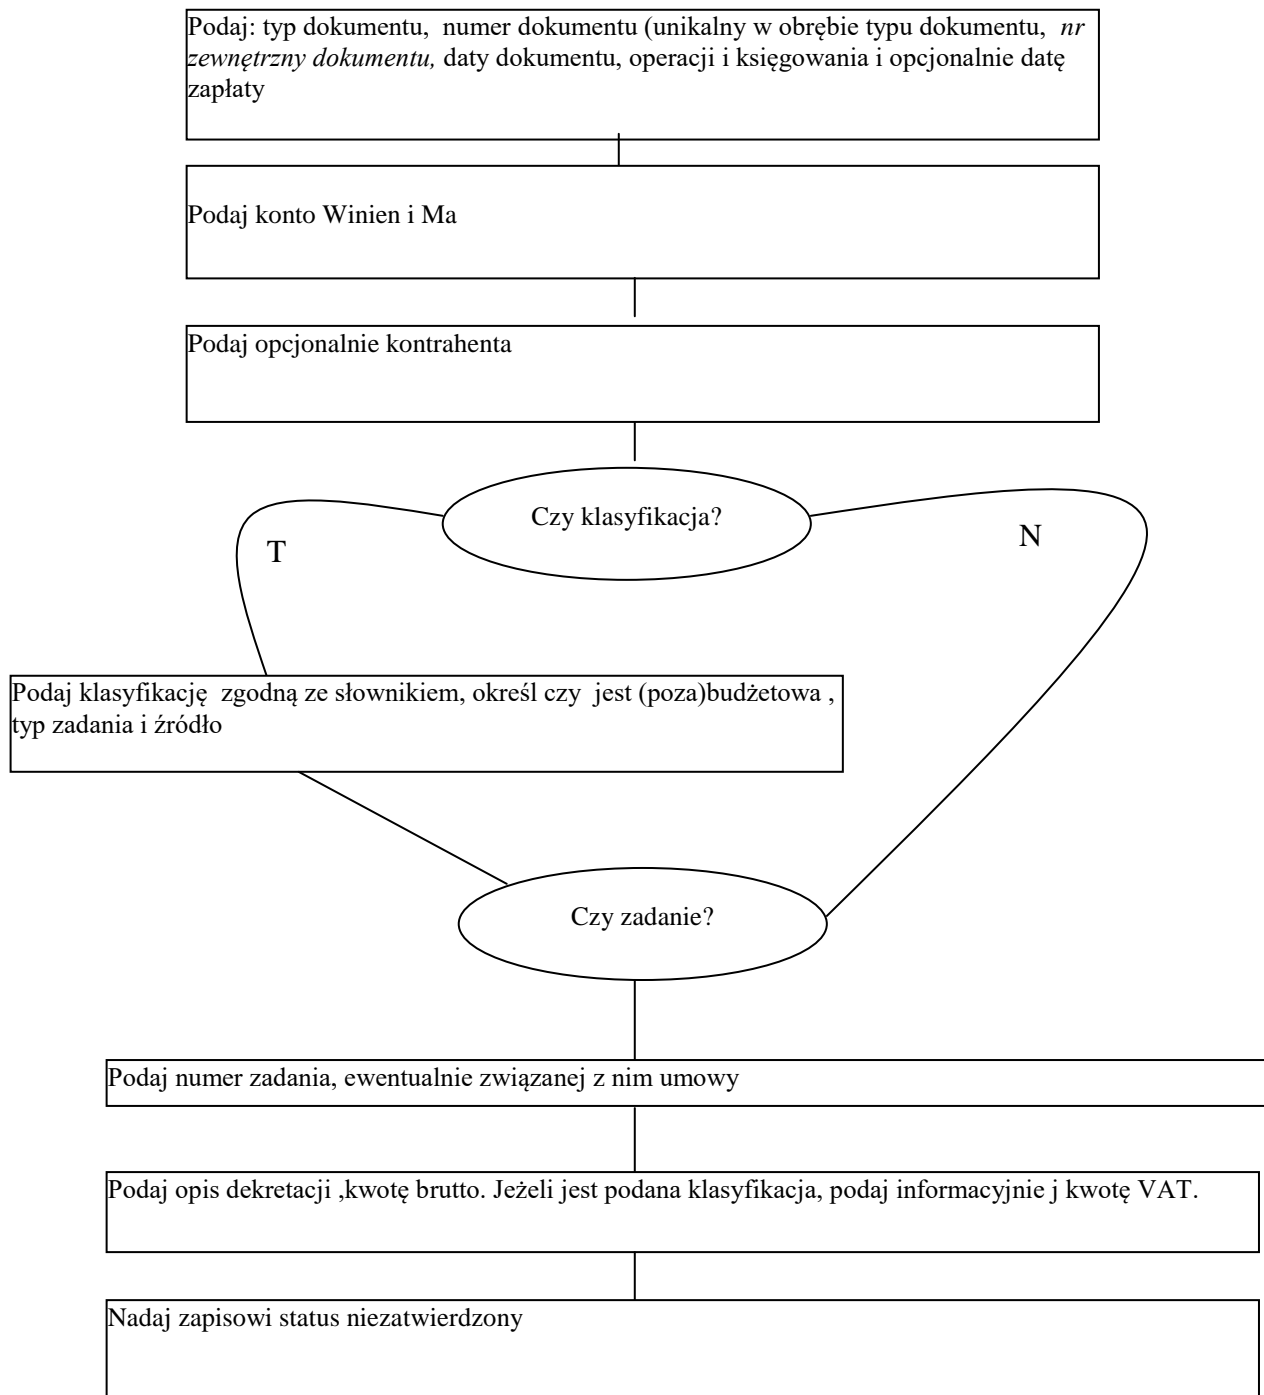 Podaj: typ dokumentu, numer dokumentu (unikalny w obrębie typu dokumentu, nr
zewnętrzny dokumentu, daty dokumentu, operacji i księgowania i opcjonalnie datę
zapłaty
Podaj konto Winien i Ma
Podaj opcjonalnie kontrahenta
Czy klasyfikacja?
T
N
Podaj klasyfikację zgodną ze słownikiem, określ czy jest (poza)budżetowa ,
typ zadania i źródło
Czy zadanie?
Podaj numer zadania, ewentualnie związanej z nim umowy
Podaj opis dekretacji ,kwotę brutto. Jeżeli jest podana klasyfikacja, podaj informacyjnie j kwotę VAT.
Nadaj zapisowi status niezatwierdzony